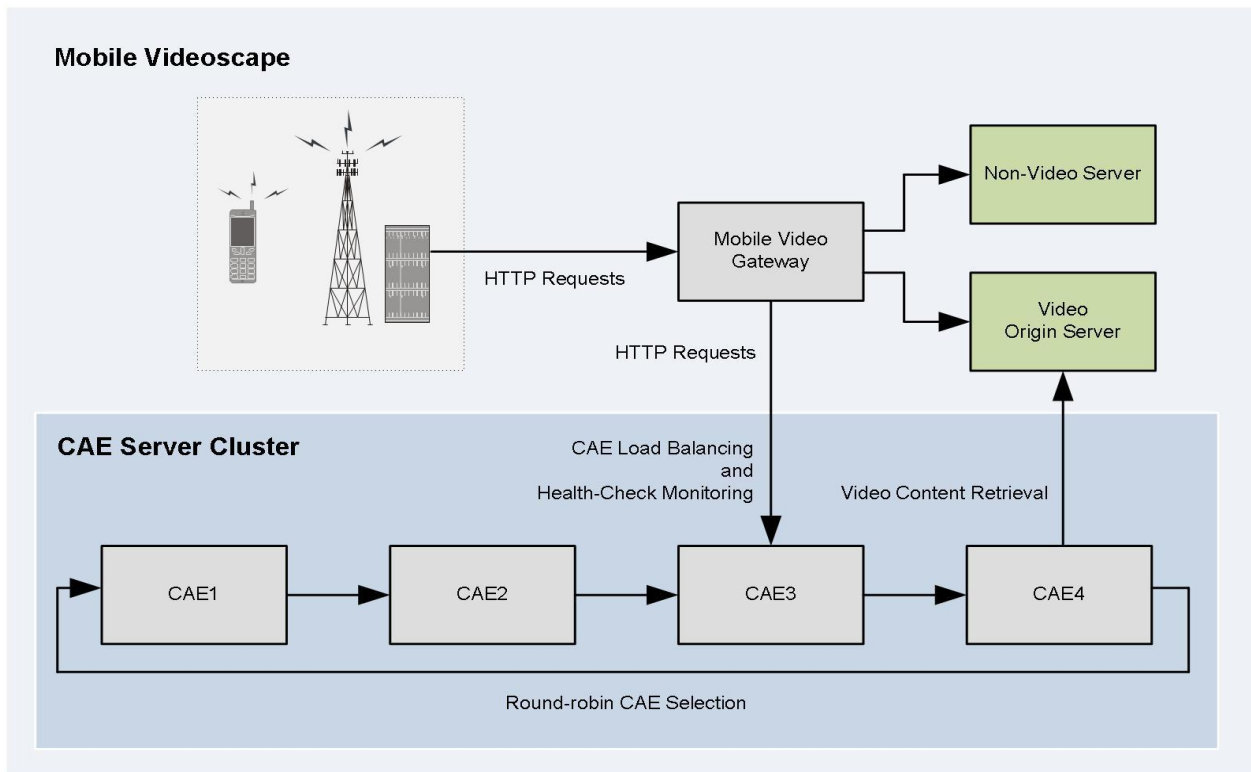 Mobile Videoscape
Non-Video Server
Mobile Video
Gateway
HTTP Requests
Video
Origin Server
HTTP Requests
CAE Server Cluster
CAE Load Balancing
and
Health-Check Monitoring
Video Content Retrieval
CAE1
CAE2
CAE3
CAE4
Round-robin CAE Selection